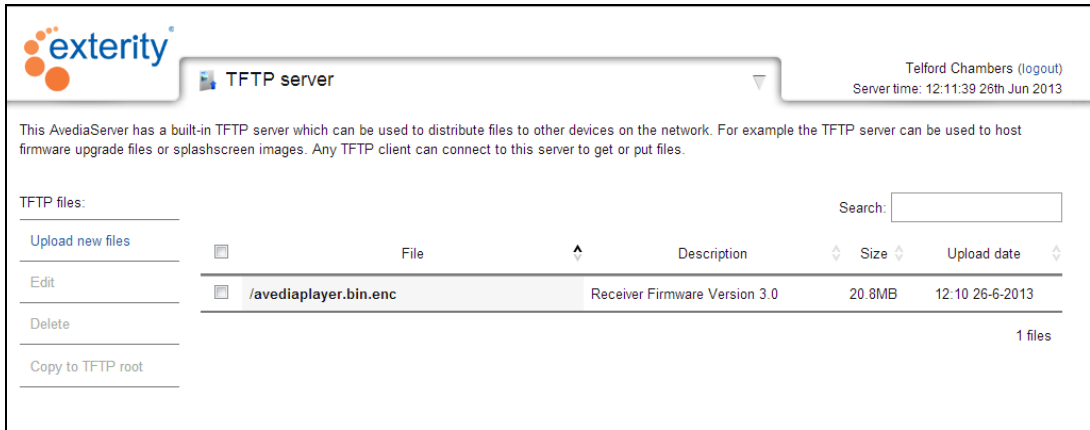 exterity®
TFTP server
Telford Chambers (logout)
Server time: 12:11:39 26th Jun 2013
This AvediaServer has a built-in TFTP server which can be used to distribute files to other devices on the network. For example the TFTP server can be used to host
firmware upgrade files or splashscreen images. Any TFTP client can connect to this server to get or put files.
TFTP files:
Search:
Upload new files
File Description Size Upload date
Edit
/avediaplayer.bin.enc Receiver Firmware Version 3.0 20.8MB 12:10 26-6-2013
Delete
1 files
Copy to TFTP root